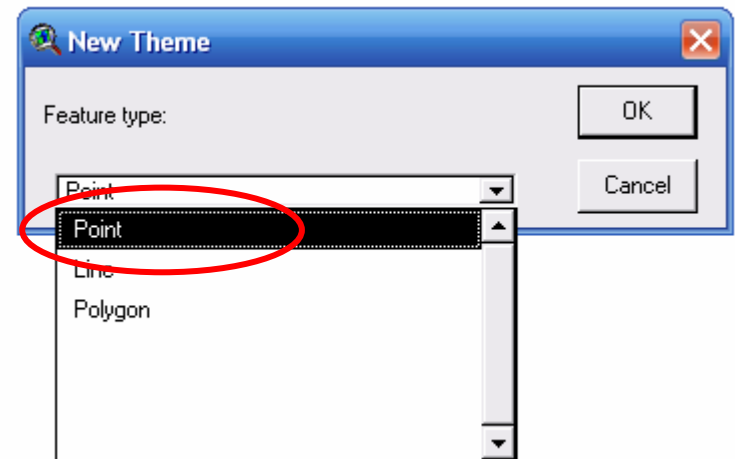 New Theme
Feature type:
OK
Point
Cancel
Point
Line
Polygon